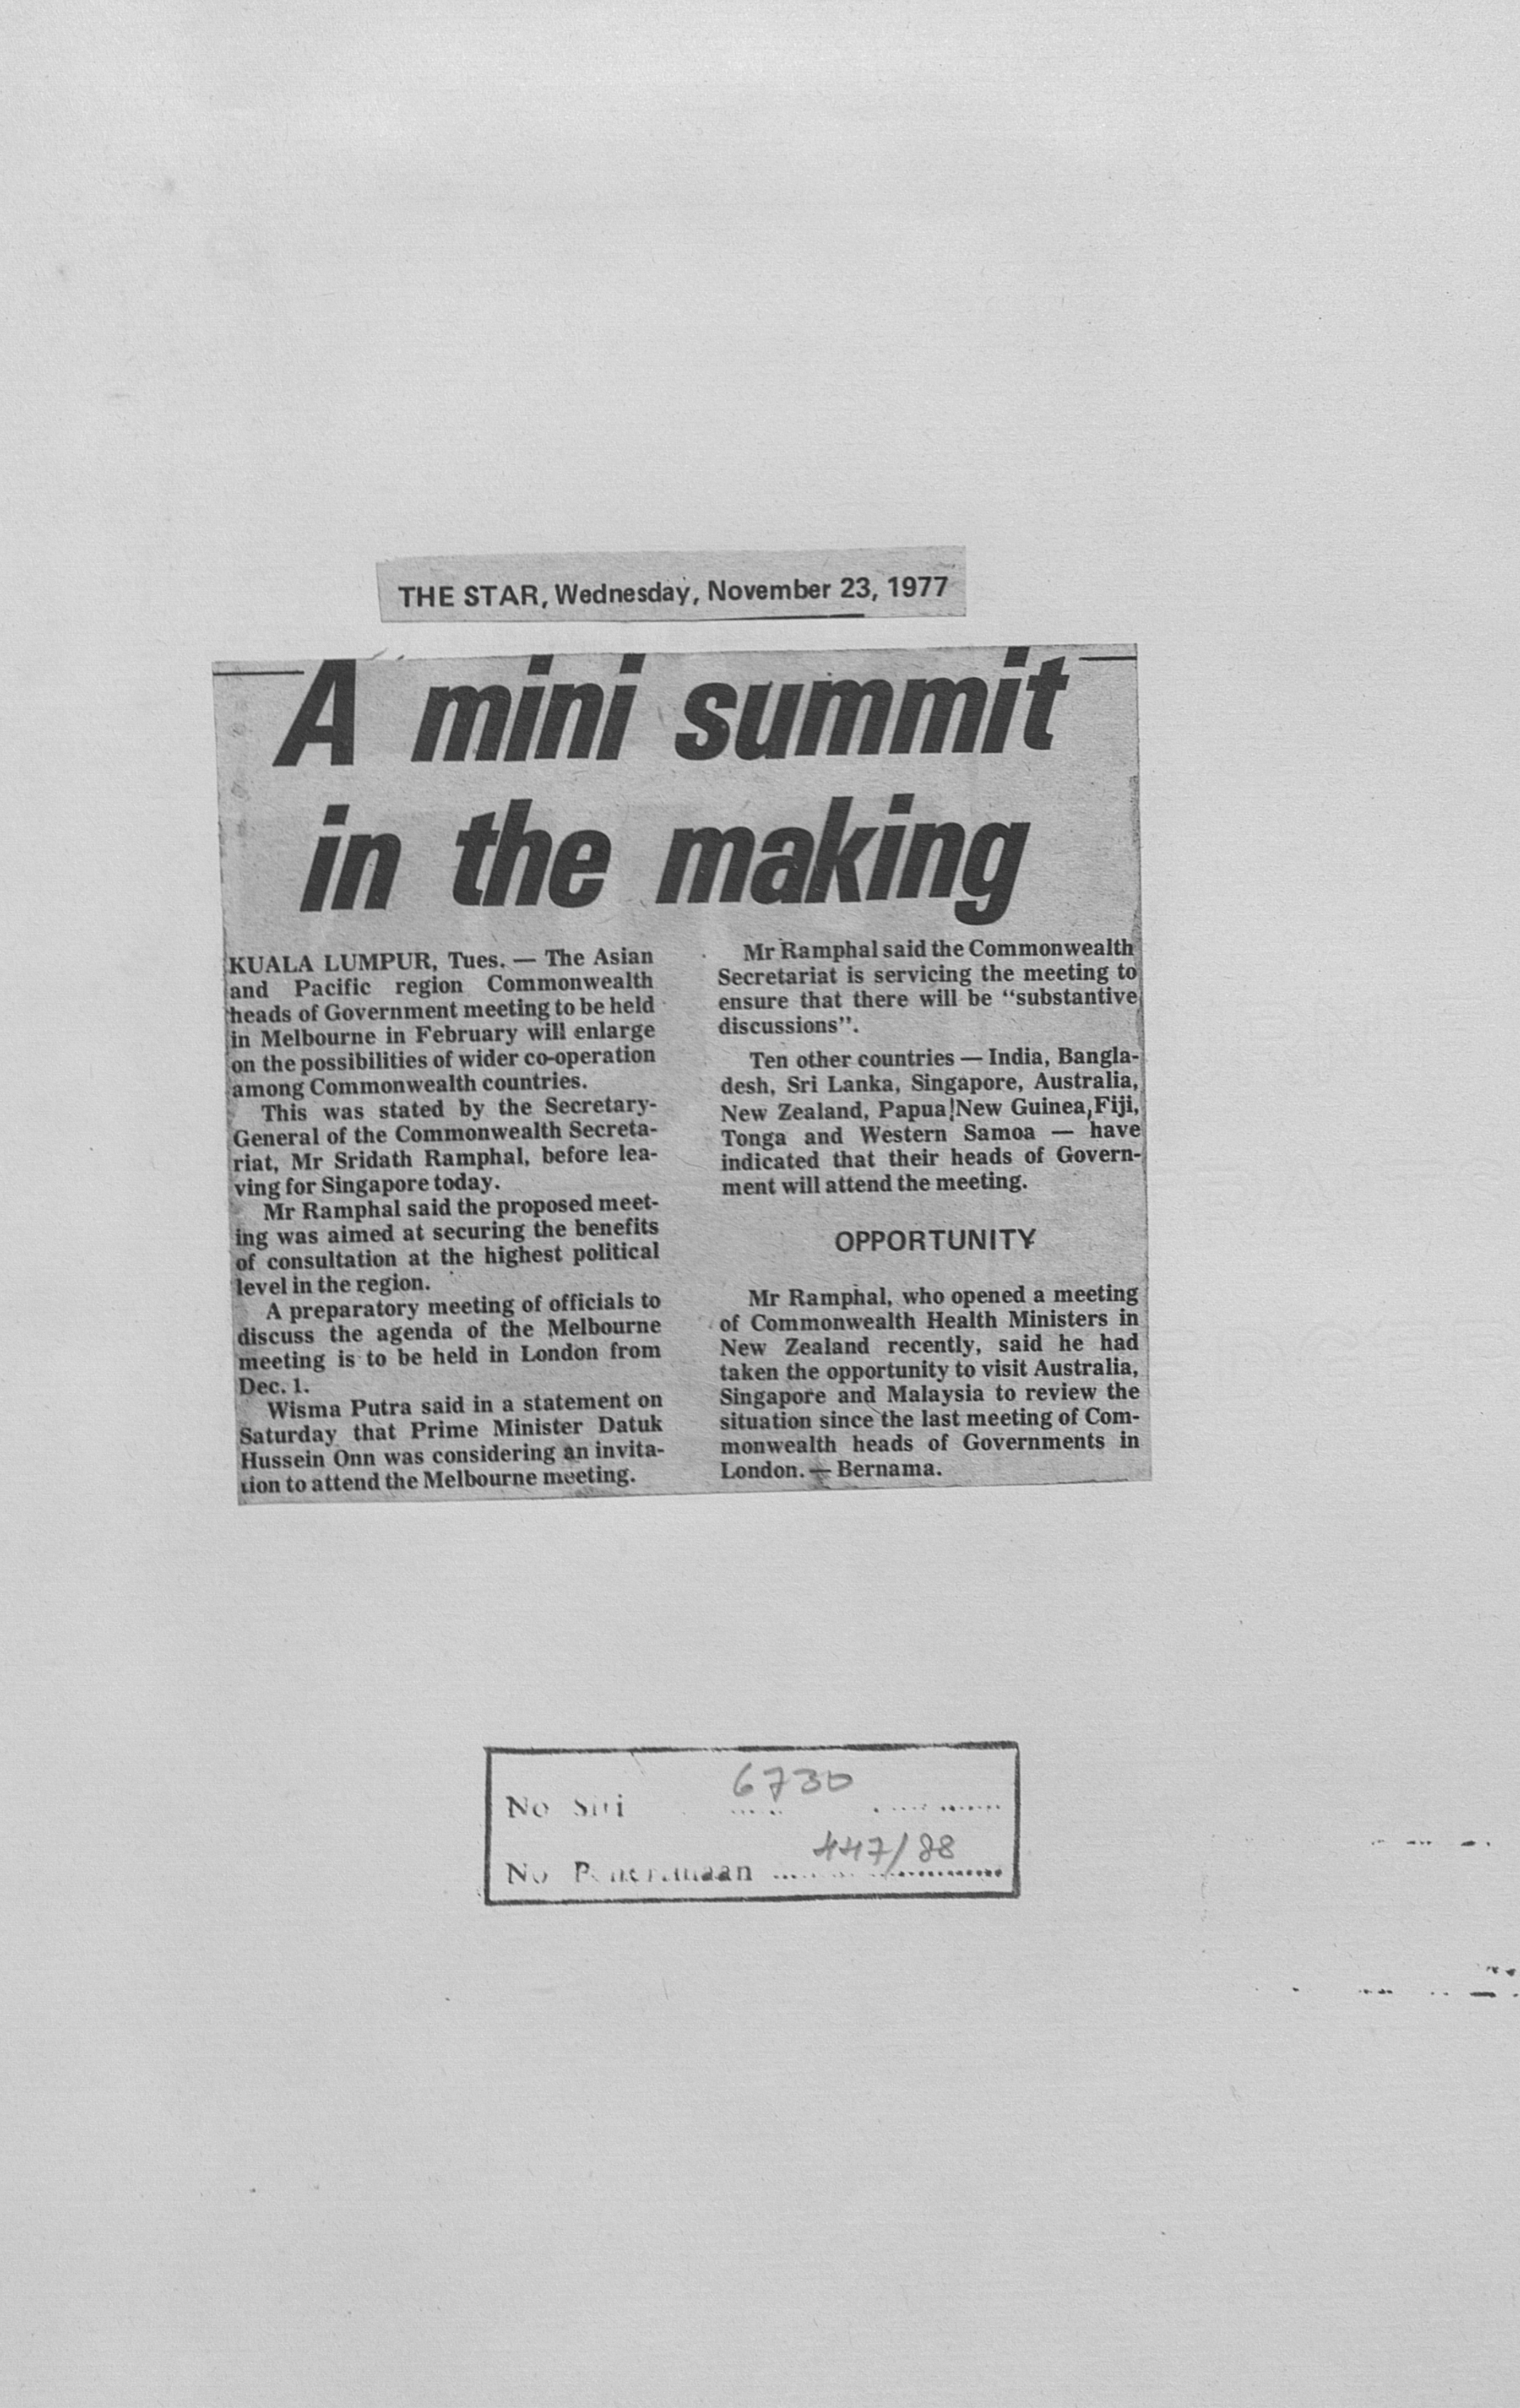 THE STAR, Wednesday, November 23, 1977
A mini summit
in the making
KUALA LUMPUR, Tues. — The Asian
and Pacific region Commonwealth
heads of Government meeting to be held
in Melbourne in February will enlarge
on the possibilities of wider co-operation
among Commonwealth countries.
This was stated by the Secretary-
General of the Commonwealth Secreta-
riat, Mr Sridath Ramphal, before lea-
ving for Singapore today.
Mr Ramphal said the proposed meet-
ing was aimed at securing the benefits
of consultation at the highest political
level in the region.
A preparatory meeting of officials to
discuss the agenda of the Melbourne
meeting is to be held in London from
Dec. 1.
Wisma Putra said in a statement on
Saturday that Prime Minister Datuk
Hussein Onn was considering an invita-
tion to attend the Melbourne meeting.
Mr Ramphal said the Commonwealth
Secretariat is servicing the meeting to
ensure that there will be “substantive
discussions”.
Ten other countries — India, Bangla-
desh, Sri Lanka, Singapore, Australia,
New Zealand, Papua New Guinea, Fiji,
Tonga and Western Samoa — have
indicated that their heads of Govern-
ment will attend the meeting.
OPPORTUNITY
Mr Ramphal, who opened a meeting
of Commonwealth Health Ministers in
New Zealand recently, said he had
taken the opportunity to visit Australia,
Singapore and Malaysia to review the
situation since the last meeting of Com-
monwealth heads of Governments in
London. — Bernama.
No Siri 6730
No Penerimaan 447/88